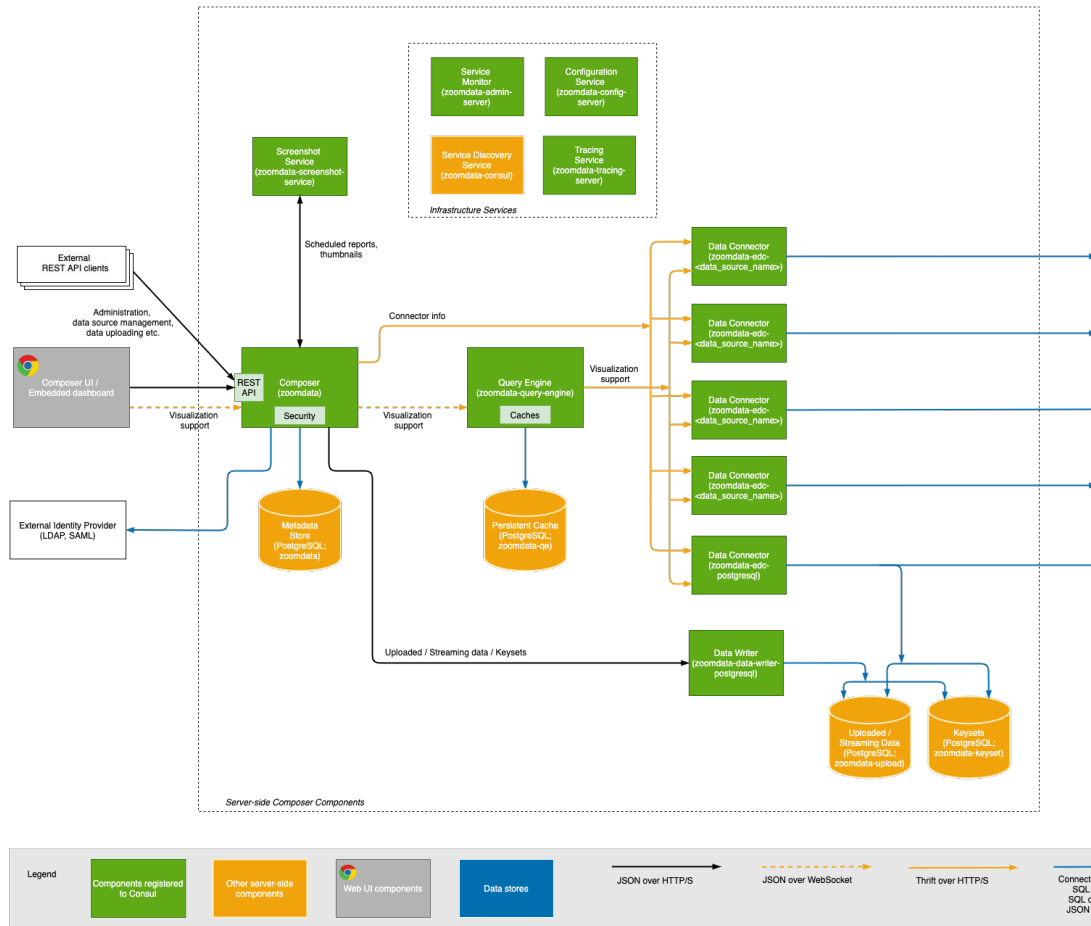 Service
Monitor
(zoomdata-admin-
server)
Configuration
Service
(zoomdata-config-
server)
Service Discovery
Service
(zoomdata-consul)
Tracing
Service
(zoomdata-tracing-
server)
Infrastructure Services
Screenshot
Service
(zoomdata-screenshot-
service)
Scheduled reports,
thumbnails
External
REST API clients
Administration,
data source management,
data uploading etc.
Composer UI /
Embedded dashboard
Visualization
support
REST
API
Composer
(zoomdata)
Security
Connector info
Visualization
support
Query Engine
(zoomdata-query-engine)
Caches
Visualization
support
Data Connector
(zoomdata-edc-
<data_source_name>)
Data Connector
(zoomdata-edc-
<data_source_name>)
Data Connector
(zoomdata-edc-
<data_source_name>)
Data Connector
(zoomdata-edc-
<data_source_name>)
Data Connector
(zoomdata-edc-
postgresql)
External Identity Provider
(LDAP, SAML)
Metadata
Store
(PostgreSQL;
zoomdata)
Persistent Cache
(PostgreSQL;
zoomdata-qe)
Uploaded / Streaming data / Keysets
Data Writer
(zoomdata-data-writer-
postgresql)
Uploaded /
Streaming Data
(PostgreSQL;
zoomdata-upload)
Keysets
(PostgreSQL;
zoomdata-keyset)
Server-side Composer Components
Legend
Components registered
to Consul
Other server-side
components
Web UI components
Data stores
JSON over HTTP/S
JSON over WebSocket
Thrift over HTTP/S
Connect
SQL
SQL
JSON